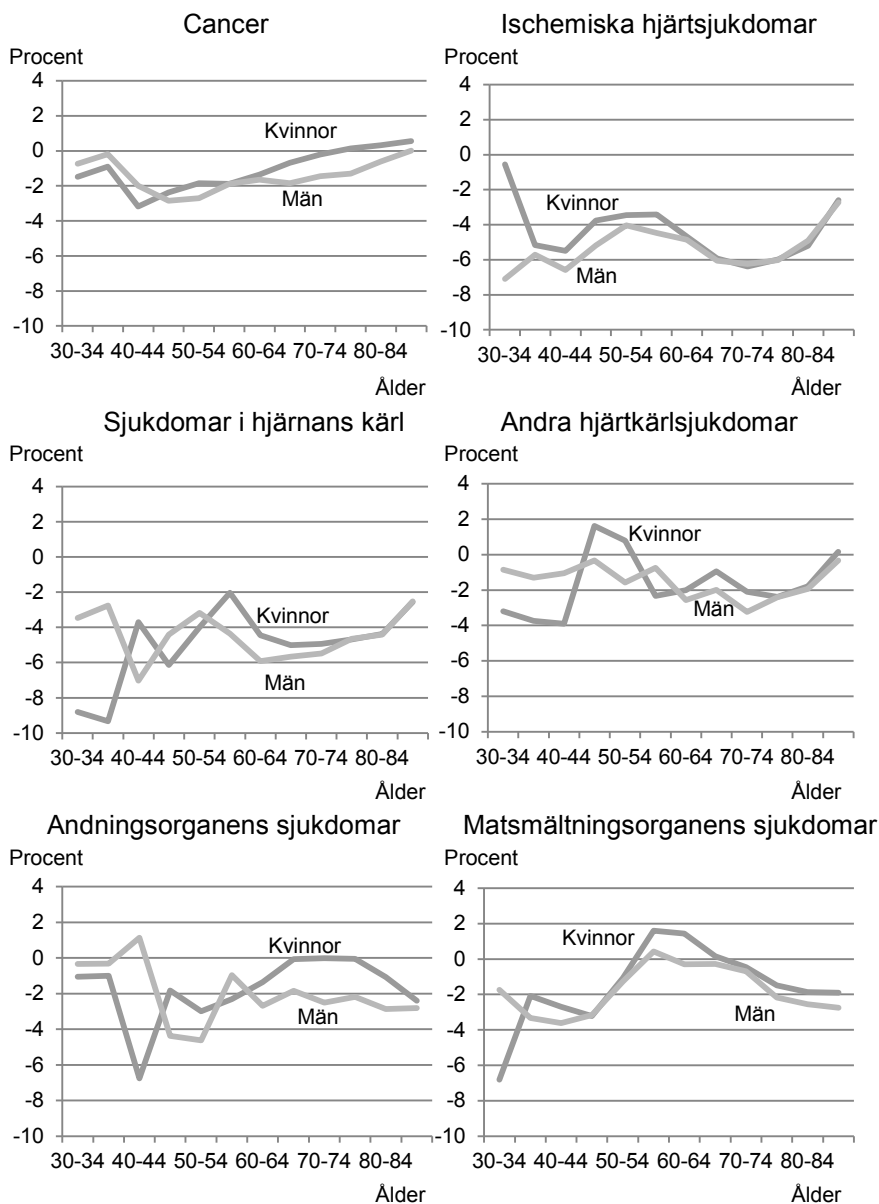 Cancer
Procent
4
2
0
-2
-4
-6
-8
-10
Kvinnor
Män
30-34 40-44 50-54 60-64 70-74 80-84
Ålder
Ischemiska hjärtsjukdomar
Procent
4
2
0
-2
-4
-6
-8
-10
Kvinnor
Män
30-34 40-44 50-54 60-64 70-74 80-84
Ålder
Sjukdomar i hjärnans kärl
Procent
4
2
0
-2
-4
-6
-8
-10
Kvinnor
Män
30-34 40-44 50-54 60-64 70-74 80-84
Ålder
Andra hjärtkärlsjukdomar
Procent
4
2
0
-2
-4
-6
-8
-10
Kvinnor
Män
30-34 40-44 50-54 60-64 70-74 80-84
Ålder
Andningsorganens sjukdomar
Procent
4
2
0
-2
-4
-6
-8
-10
Kvinnor
Män
30-34 40-44 50-54 60-64 70-74 80-84
Ålder
Matsmältningsorganens sjukdomar
Procent
4
2
0
-2
-4
-6
-8
-10
Kvinnor
Män
30-34 40-44 50-54 60-64 70-74 80-84
Ålder